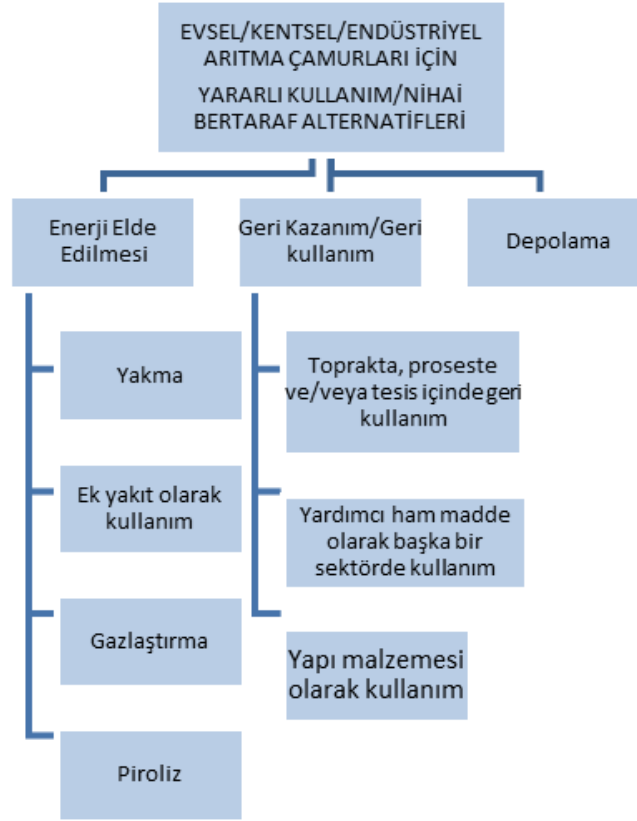 EVSEL/KENTSEL/ENDÜSTRİYEL
ARITMA ÇAMURLARI İÇİN
YARARLI KULLANIM/NİHAİ
BERTARAF ALTERNATİFLERİ
Enerji Elde
Edilmesi
Geri Kazanım/Geri
kullanım
Depolama
Yakma
Ek yakıt olarak
kullanım
Gazlaştırma
Piroliz
Toprakta, proseste
ve/veya tesis içinde geri
kullanım
Yardımcı ham madde
olarak başka bir
sektörde kullanım
Yapı malzemesi
olarak kullanım